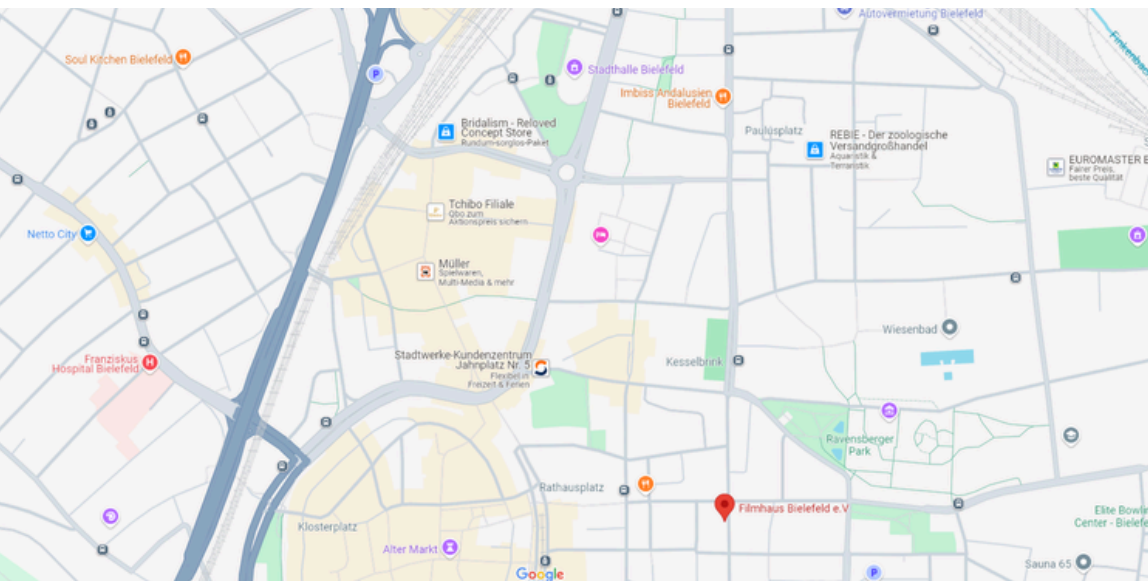 Autovermietung Bielefeld
Soul Kitchen Bielefeld
P
Stadthalle Bielefeld
Finkenbac
Imbiss Andalusien
Bielefeld
Bridalism - Reloved
Concept Store
Rundum-sorglos-Paket
Paulusplatz
REBIE - Der zoologische
Versandgroßhandel
Aquaristik &
Terraristik
EUROMASTER B
Fairer Preis,
beste Qualität
Tchibo Filiale
Qbo zum
Aktionspreis sichern
Netto City
Müller
Spielwaren,
Multi-Media & mehr
Wiesenbad
Franziskus
Hospital Bielefeld
H
Stadtwerke-Kundenzentrum
Jahnplatz Nr. 5
Flexibel in
Freizeit & Ferien
Kesselbrink
Ravensberger
Park
Rathausplatz
Filmhaus Bielefeld e.V
Klosterplatz
Elite Bowlin
Center - Bielefe
Alter Markt
Sauna 65
P
Google